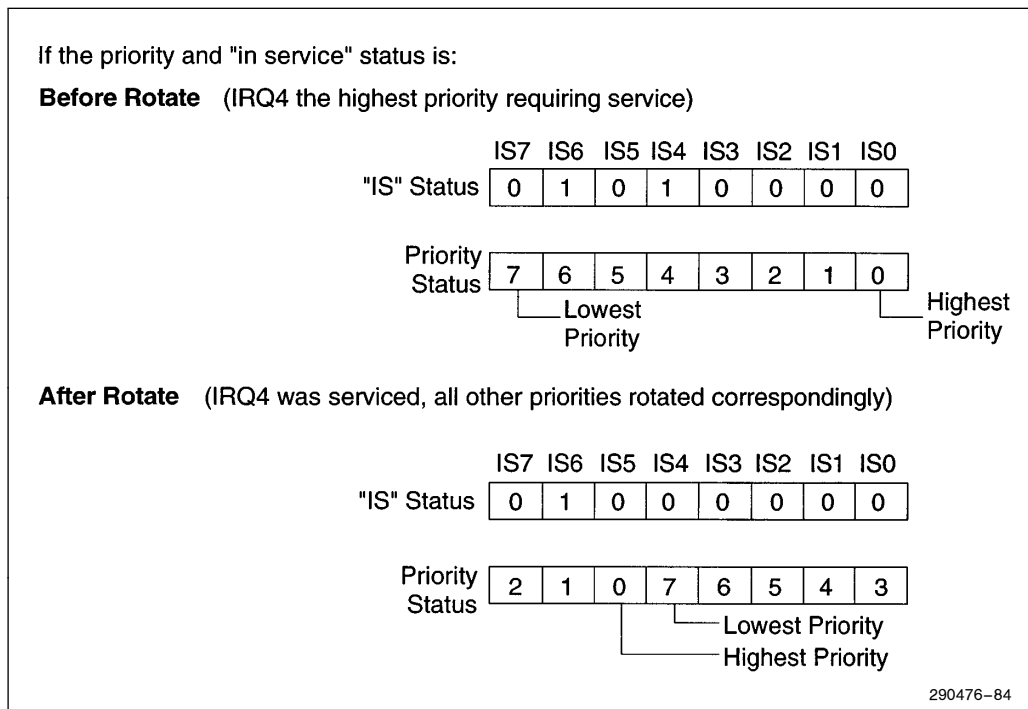 If the priority and "in service" status is:
Before Rotate (IRQ4 the highest priority requiring service)
IS7 IS6 IS5 IS4 IS3 IS2 IS1 IS0
"IS" Status 0 1 0 1 0 0 0 0
Priority
Status 7 6 5 4 3 2 1 0
Lowest
Priority
Highest
Priority
After Rotate (IRQ4 was serviced, all other priorities rotated correspondingly)
IS7 IS6 IS5 IS4 IS3 IS2 IS1 IS0
"IS" Status 0 1 0 0 0 0 0 0
Priority
Status 2 1 0 7 6 5 4 3
Lowest Priority
Highest Priority
290476-84